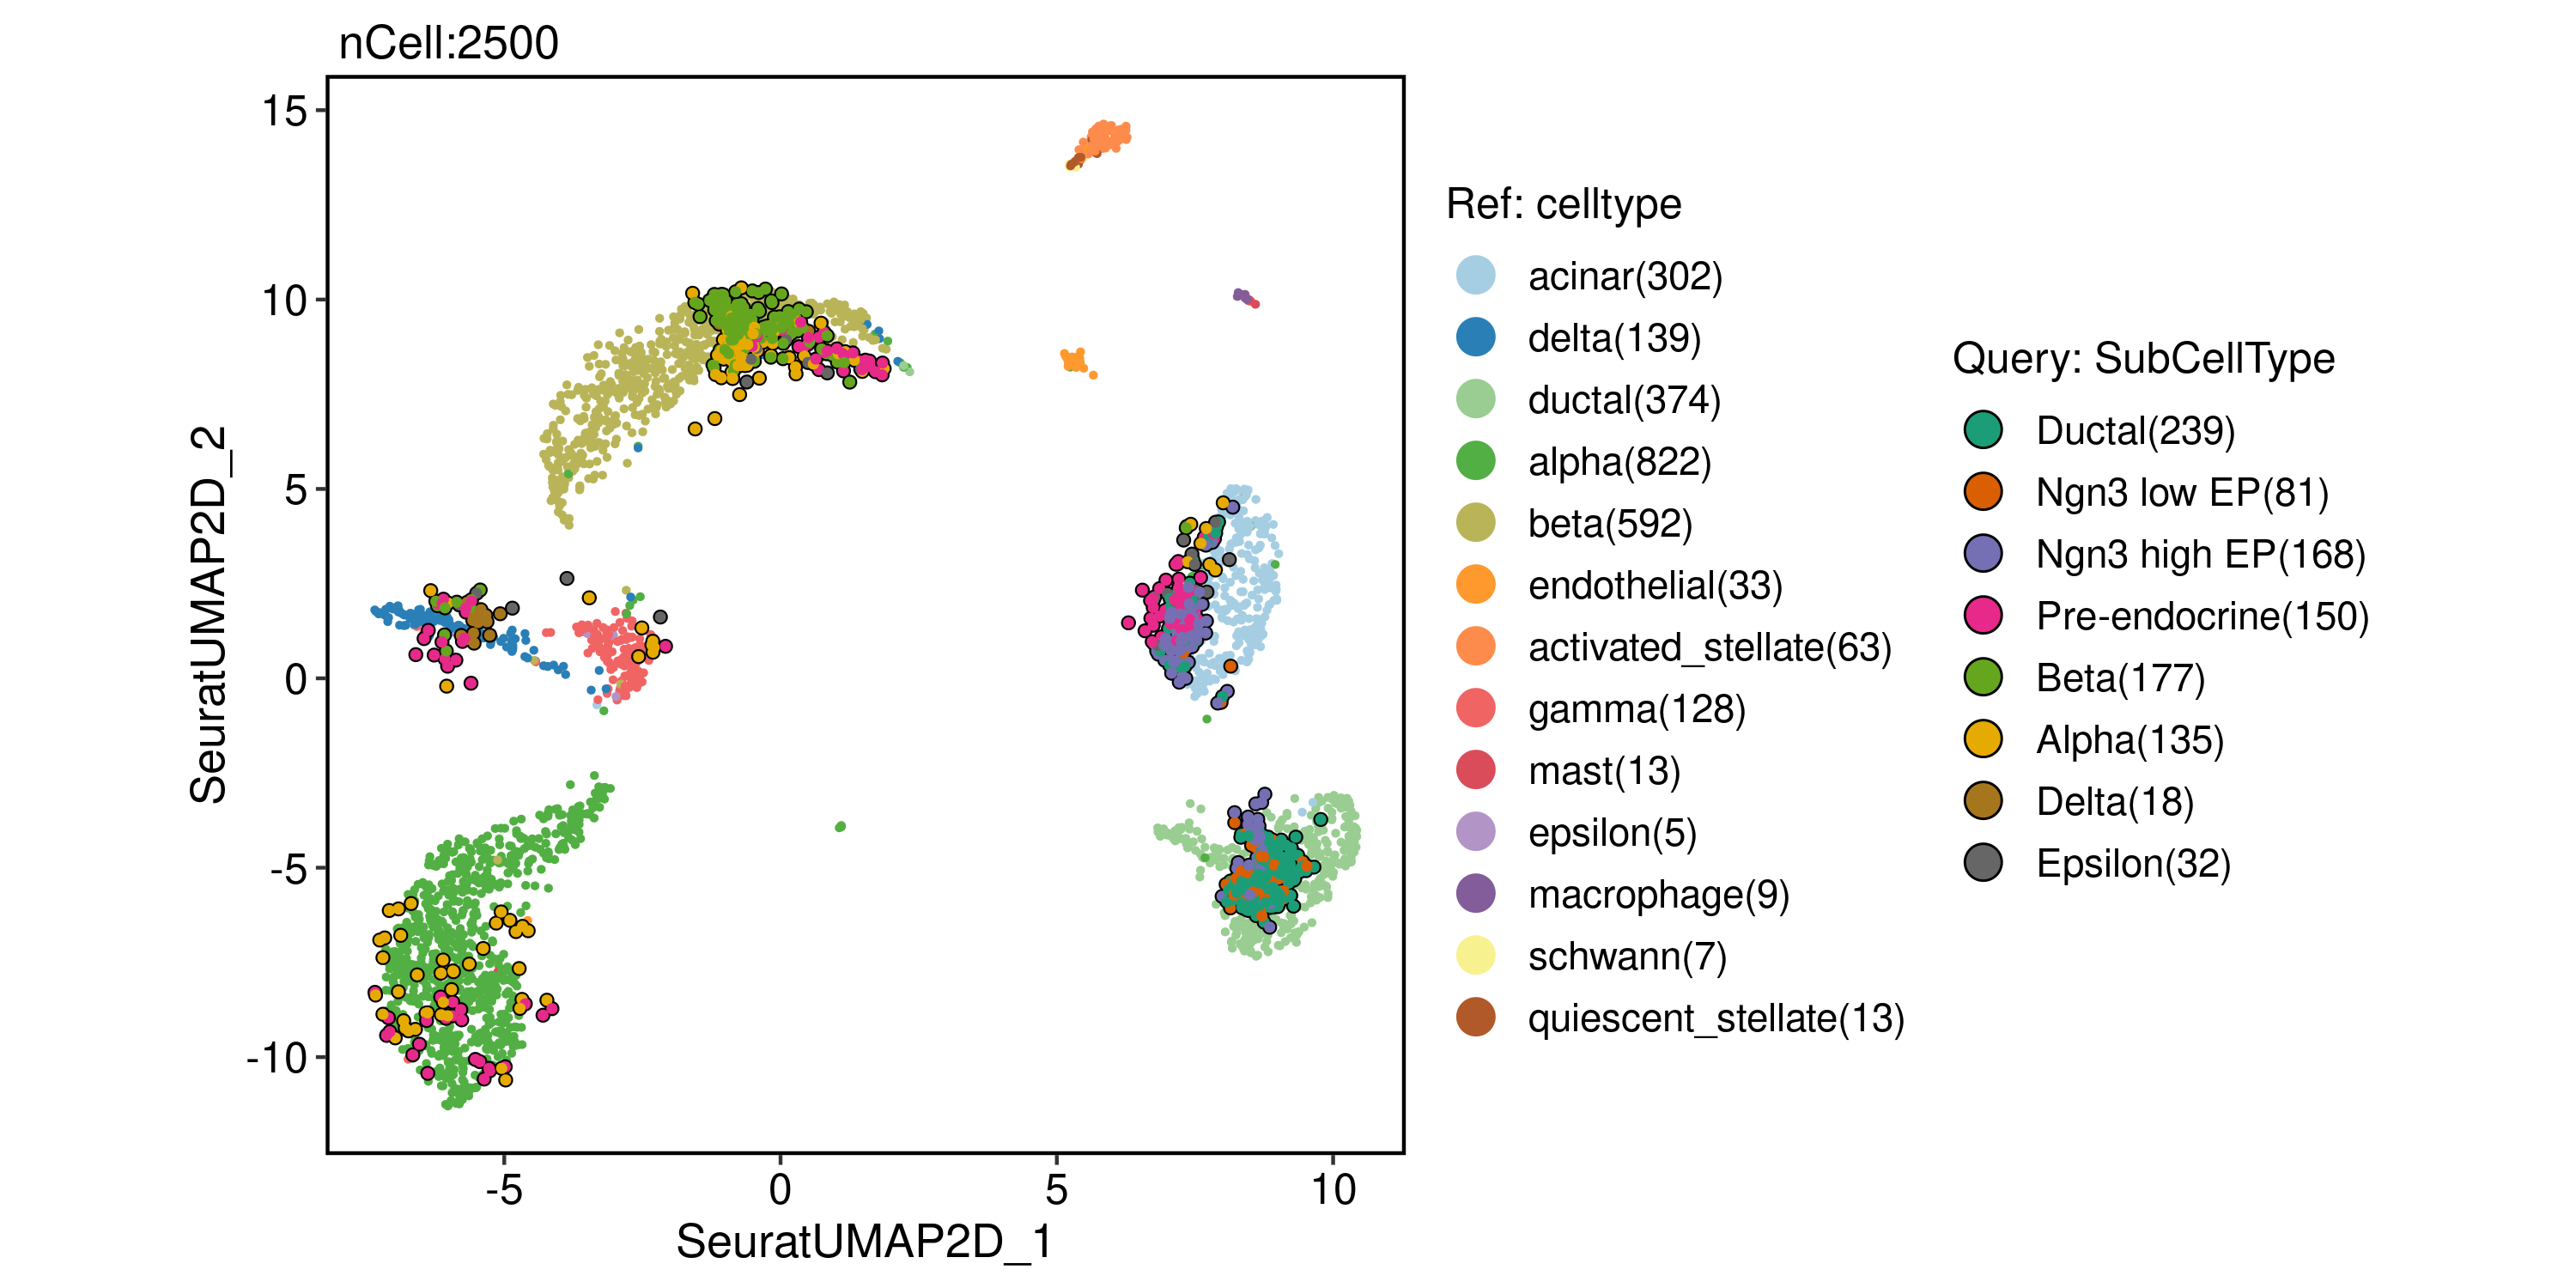 nCell:2500
15
10
5
0
-5
-10
SeuratUMAP2D_2
-5
0
5
10
SeuratUMAP2D_1
Ref: celltype
acinar(302)
delta(139)
ductal(374)
alpha(822)
beta(592)
endothelial(33)
activated_stellate(63)
gamma(128)
mast(13)
epsilon(5)
macrophage(9)
schwann(7)
quiescent_stellate(13)
Query: SubCellType
Ductal(239)
Ngn3 low EP(81)
Ngn3 high EP(168)
Pre-endocrine(150)
Beta(177)
Alpha(135)
Delta(18)
Epsilon(32)